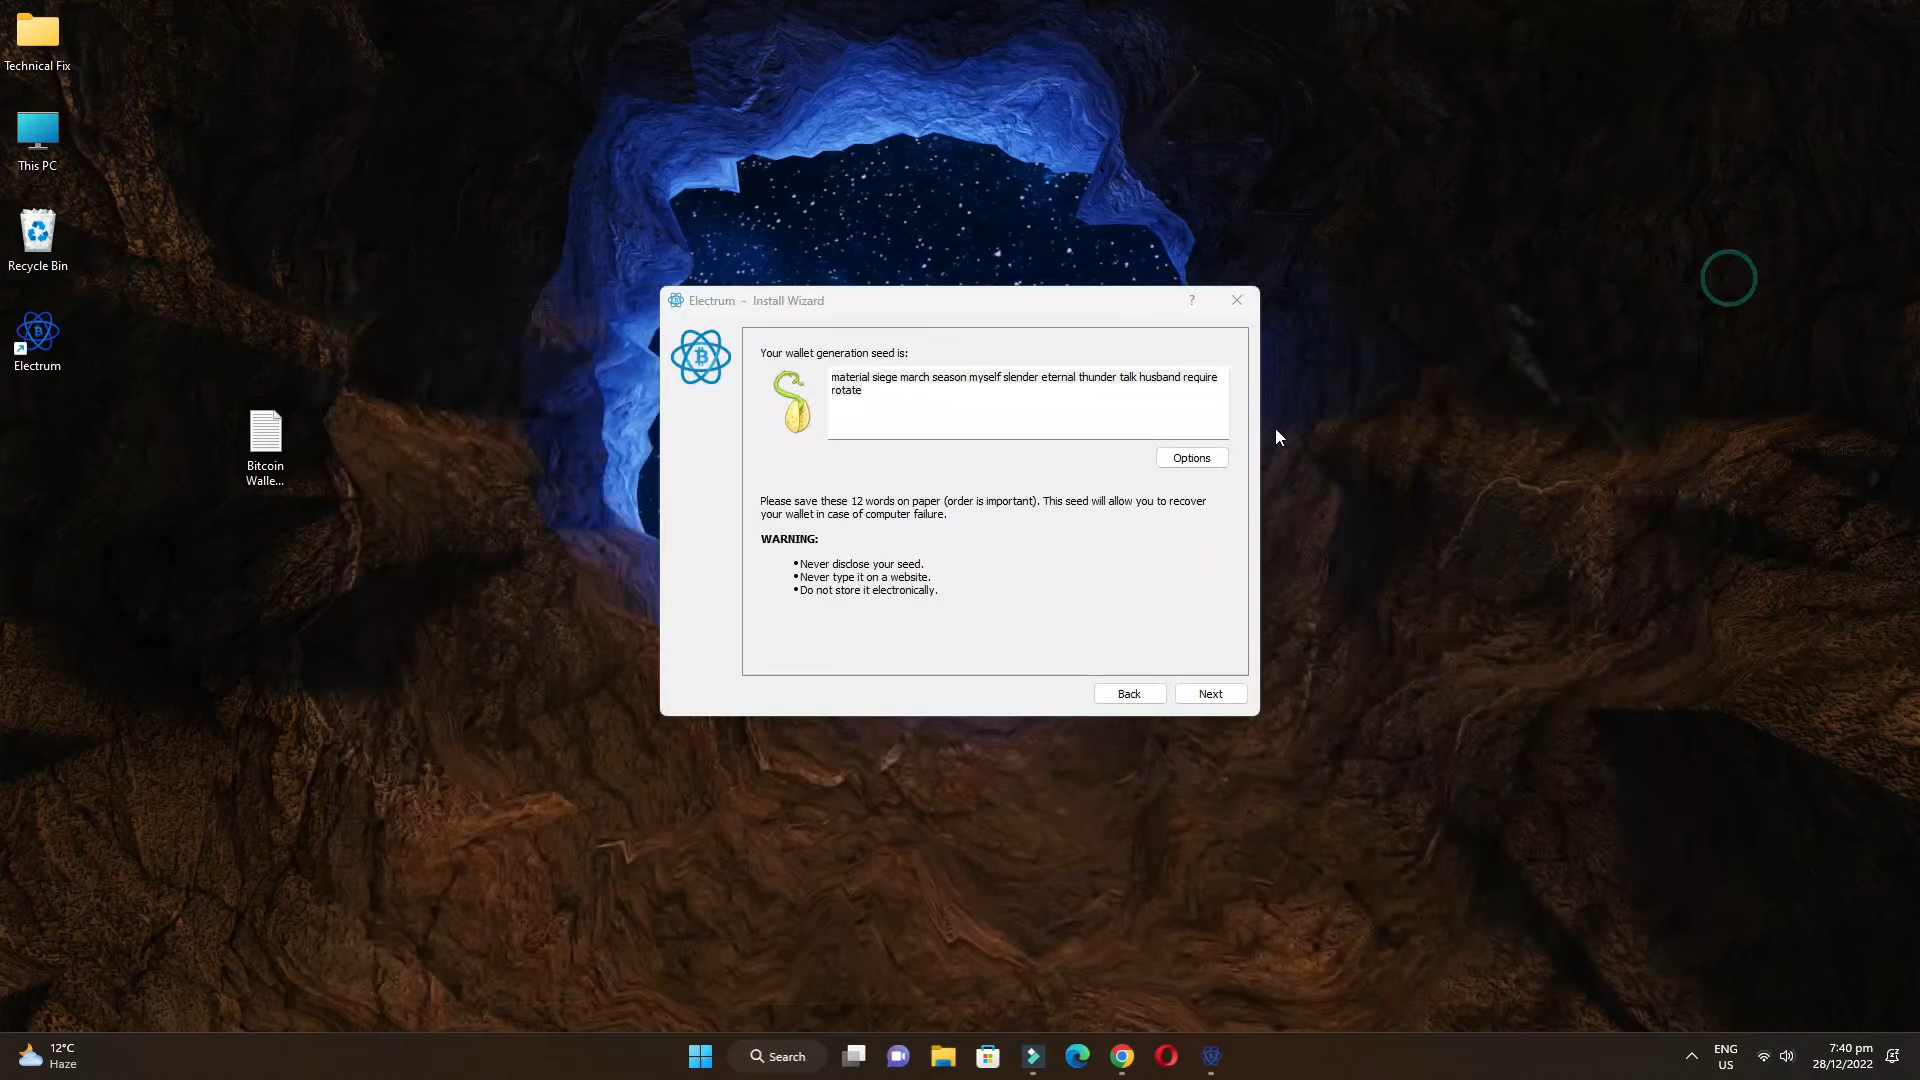 Technical Fix
This PC
Recycle Bin
Electrum
Bitcoin
Walle...
Electrum - Install Wizard
?
Your wallet generation seed is:
material siege march season myself slender eternal thunder talk husband require
rotate
Options
Please save these 12 words on paper (order is important). This seed will allow you to recover
your wallet in case of computer failure.
WARNING:
•Never disclose your seed.
•Never type it on a website.
•Do not store it electronically.
Back
Next
12°C
Haze
Search
ENG
US
7:40 pm
28/12/2022